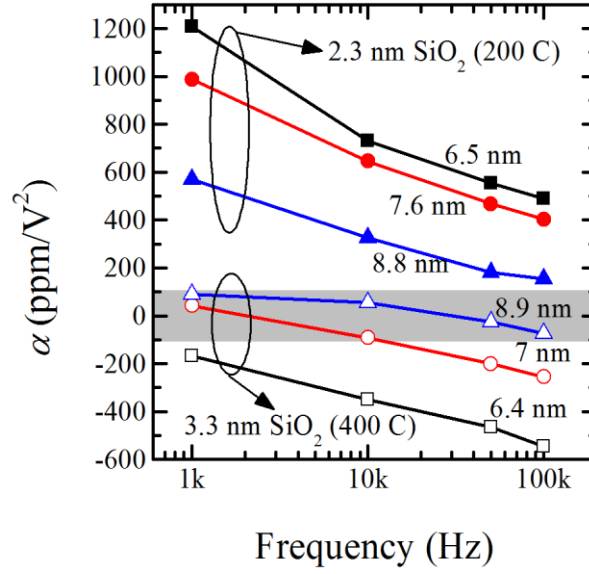 1200
1000
800
600
400
200
0
-200
-400
-600
α (ppm/V²)
2.3 nm SiO₂ (200 C)
6.5 nm
7.6 nm
8.8 nm
8.9 nm
7 nm
6.4 nm
3.3 nm SiO₂ (400 C)
1k 10k 100k
Frequency (Hz)